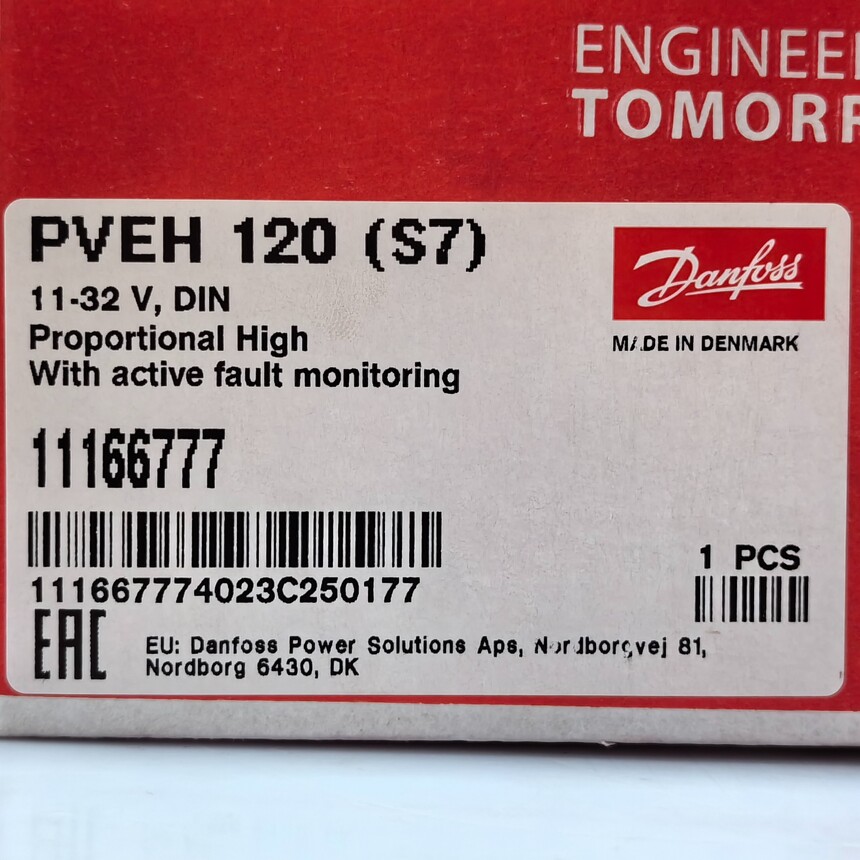 ENGINEE
TOMORR
PVEH 120 (S7)
Danfoss
11-32 V, DIN
Proportional High
MADE IN DENMARK
With active fault monitoring
11166777
1 PCS
111667774023C250177
EAC
EU: Danfoss Power Solutions Aps, Nordborgvej 81,
Nordborg 6430, DK